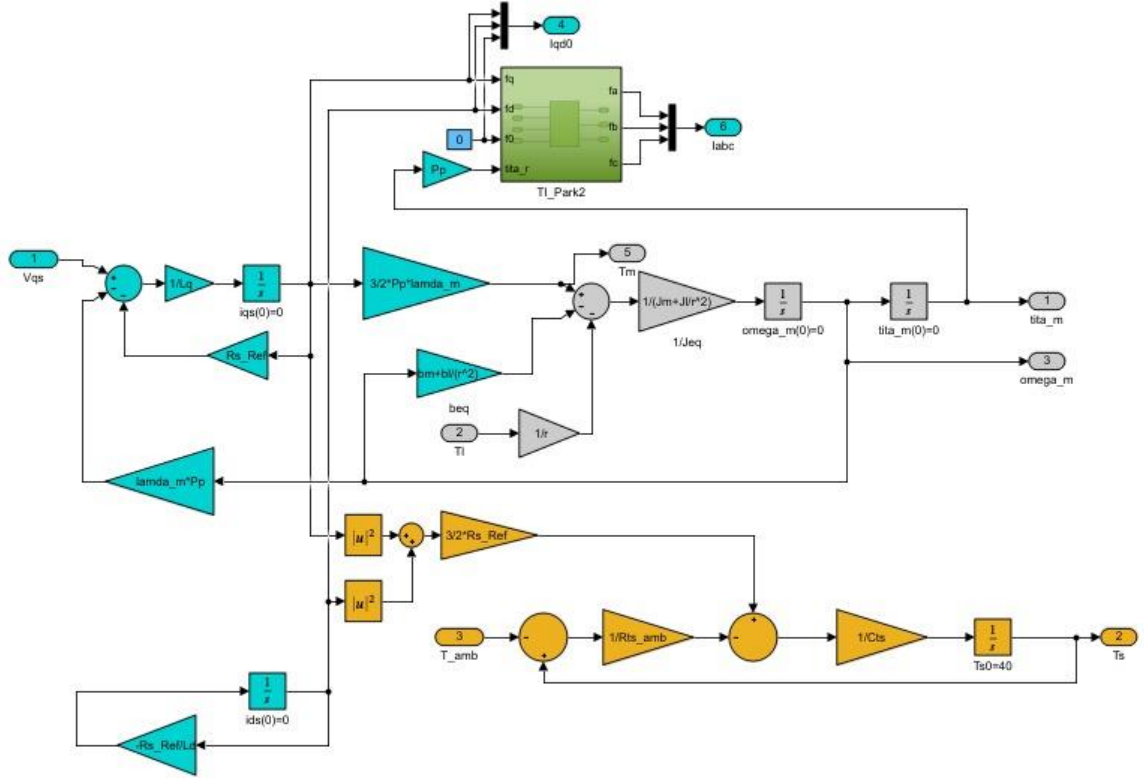 4
Iqd0
fq
fd
f0
tita_r
fa
fb
fc
0
Pp
TI_Park2
6
Iabc
1
Vqs
+
-
-
1/Lq
1
s
iqs(0)=0
3/2*Pp*lamda_m
5
Tm
+
-
-
1/(Jm+Jl/r^2)
1/Jeq
1
s
omega_m(0)=0
1
s
tita_m(0)=0
1
tita_m
3
omega_m
Rs_Ref
bm+bl/(r^2)
beq
2
Tl
1/r
lamda_m*Pp
|u|²
+
+
3/2*Rs_Ref
|u|²
3
T_amb
-
+
1/Rts_amb
+
-
1/Cts
1
s
Ts0=40
2
Ts
1
s
ids(0)=0
-Rs_Ref/Ld